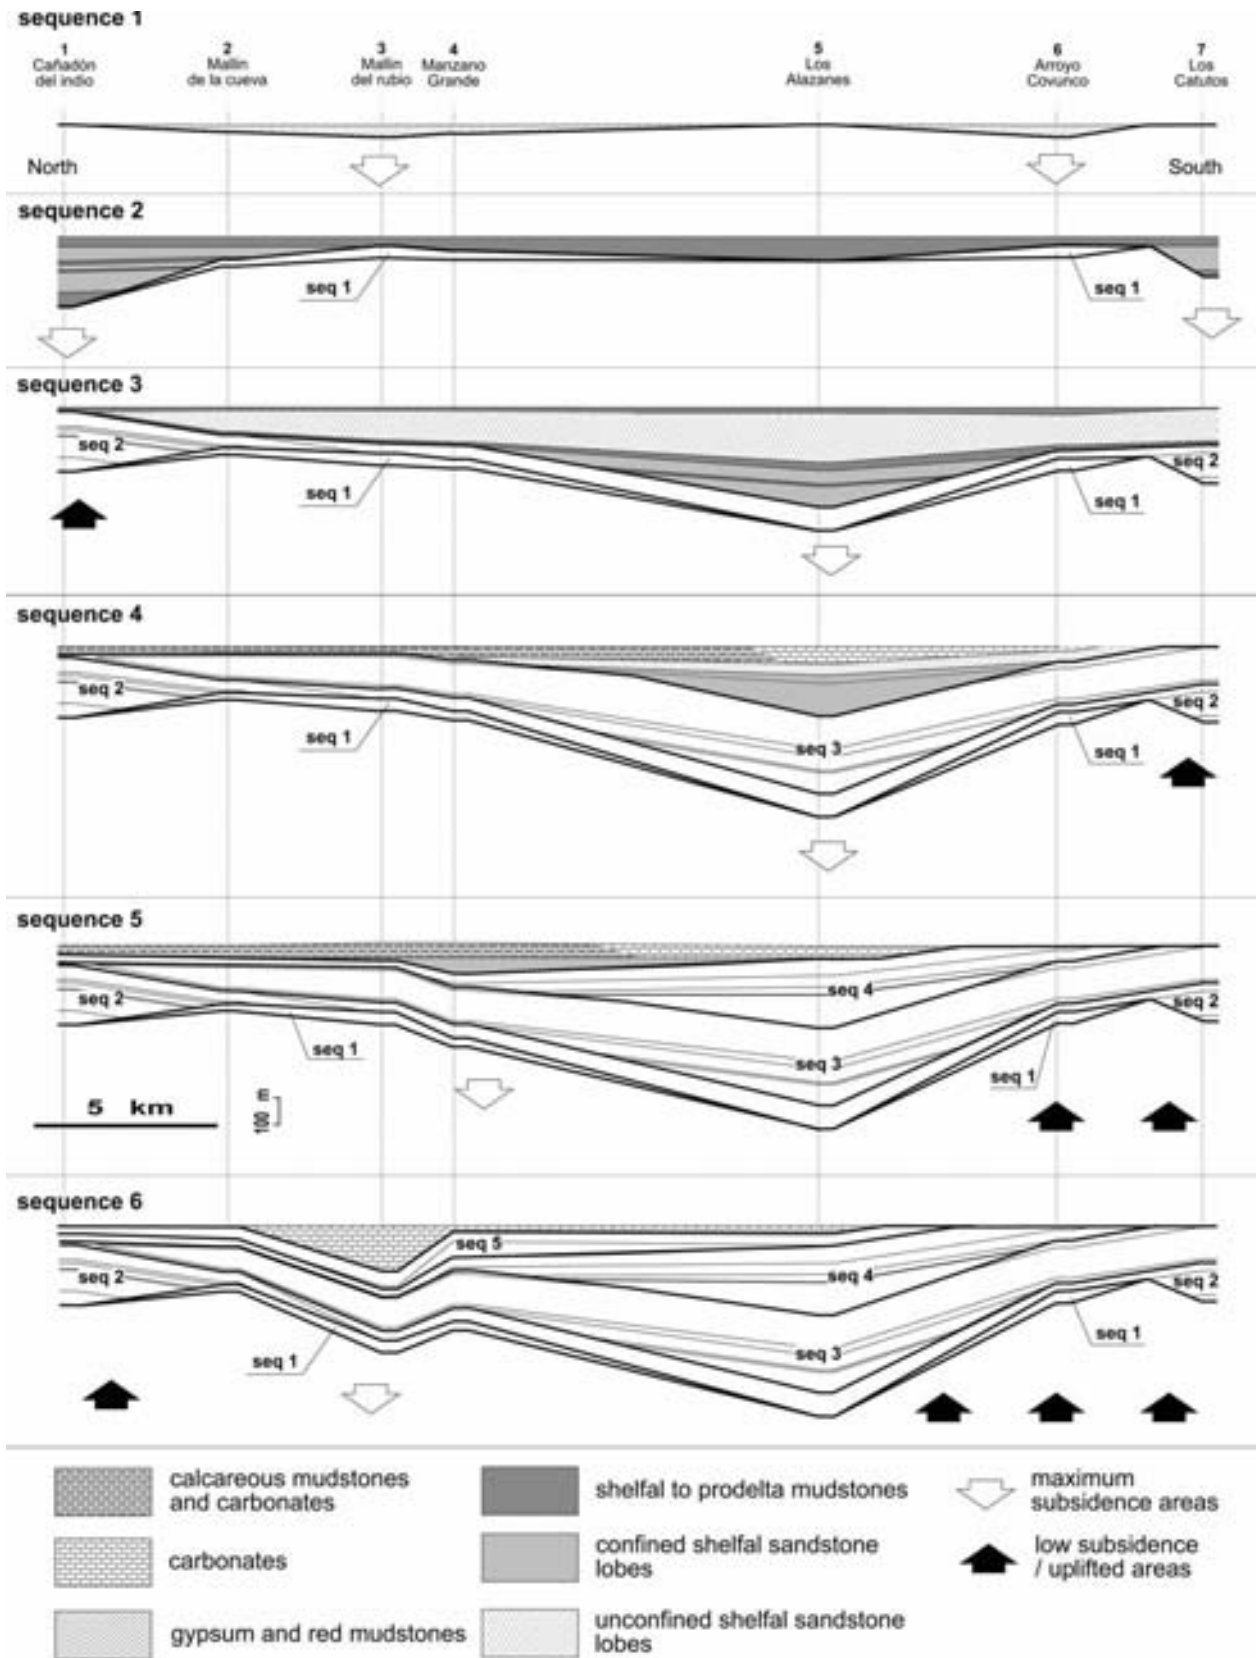 sequence 1
1
Cañadón
del indio
2
Mallin
de la cueva
3
Mallin
del rubio
4
Manzano
Grande
5
Los
Alazanes
6
Arroyo
Covunco
7
Los
Catutos
North
South
sequence 2
seq 1
seq 1
sequence 3
seq 2
seq 1
seq 2
seq 1
sequence 4
seq 2
seq 1
seq 3
seq 2
seq 1
sequence 5
seq 2
seq 1
seq 4
seq 3
seq 2
seq 1
5 km
100 m
sequence 6
seq 5
seq 2
seq 4
seq 2
seq 1
seq 3
seq 1
calcareous mudstones
and carbonates
carbonates
gypsum and red mudstones
shelfal to prodelta mudstones
confined shelfal sandstone
lobes
unconfined shelfal sandstone
lobes
maximum
subsidence areas
low subsidence
/ uplifted areas